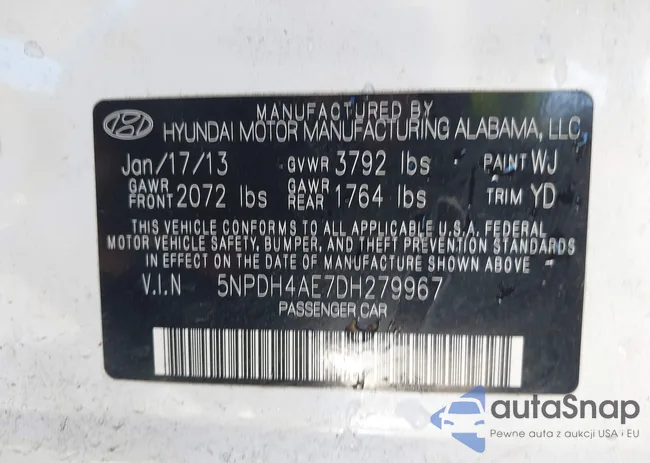 MANUFACTURED BY
HYUNDAI MOTOR MANUFACTURING ALABAMA, LLC
Jan/17/13 GVWR 3792 lbs PAINT WJ
GAWR FRONT 2072 lbs GAWR REAR 1764 lbs TRIM YD
THIS VEHICLE CONFORMS TO ALL APPLICABLE U.S.A. FEDERAL
MOTOR VEHICLE SAFETY, BUMPER, AND THEFT PREVENTION STANDARDS
IN EFFECT ON THE DATE OF MANUFACTURE SHOWN ABOVE.
V.I.N 5NPDH4AE7DH279967
PASSENGER CAR
autaSnap
Pewne auta z aukcji USA i EU